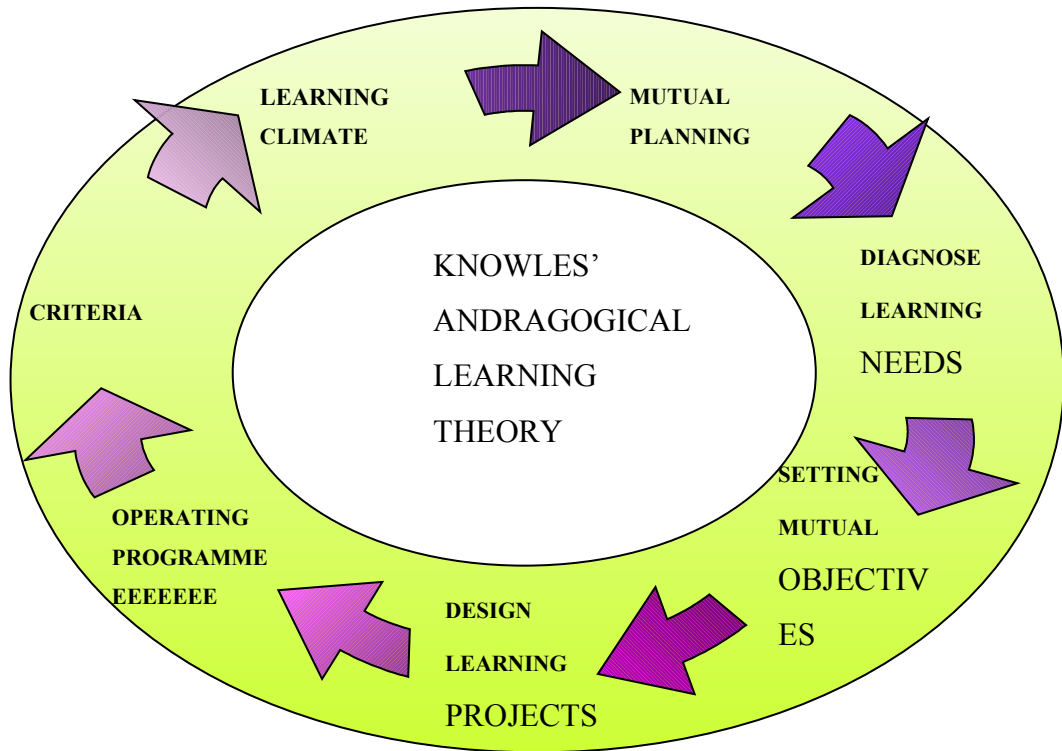 LEARNING
CLIMATE
MUTUAL
PLANNING
DIAGNOSE
LEARNING
NEEDS
SETTING
MUTUAL
OBJECTIV
ES
DESIGN
LEARNING
PROJECTS
OPERATING
PROGRAMME
EEEEEEE
CRITERIA
KNOWLES’
ANDRAGOGICAL
LEARNING
THEORY